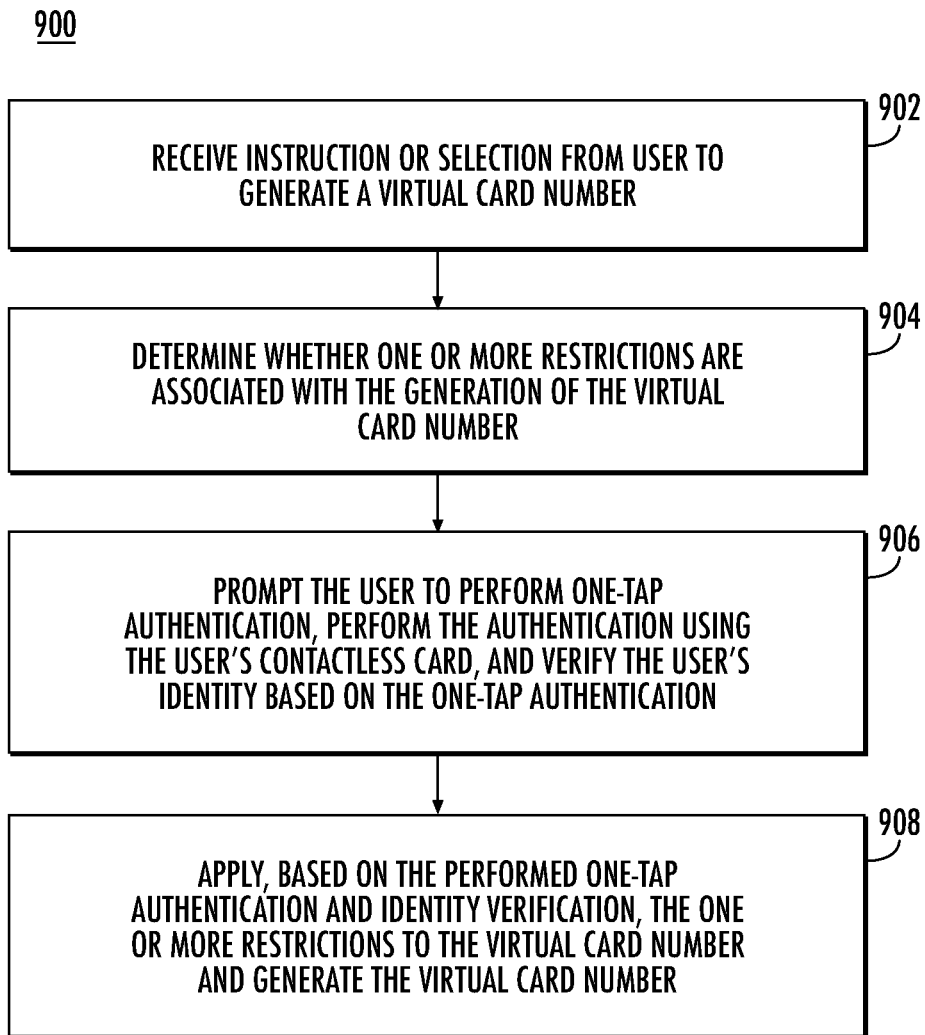 900
902
RECEIVE INSTRUCTION OR SELECTION FROM USER TO
GENERATE A VIRTUAL CARD NUMBER
904
DETERMINE WHETHER ONE OR MORE RESTRICTIONS ARE
ASSOCIATED WITH THE GENERATION OF THE VIRTUAL
CARD NUMBER
906
PROMPT THE USER TO PERFORM ONE-TAP
AUTHENTICATION, PERFORM THE AUTHENTICATION USING
THE USER'S CONTACTLESS CARD, AND VERIFY THE USER'S
IDENTITY BASED ON THE ONE-TAP AUTHENTICATION
908
APPLY, BASED ON THE PERFORMED ONE-TAP
AUTHENTICATION AND IDENTITY VERIFICATION, THE ONE
OR MORE RESTRICTIONS TO THE VIRTUAL CARD NUMBER
AND GENERATE THE VIRTUAL CARD NUMBER